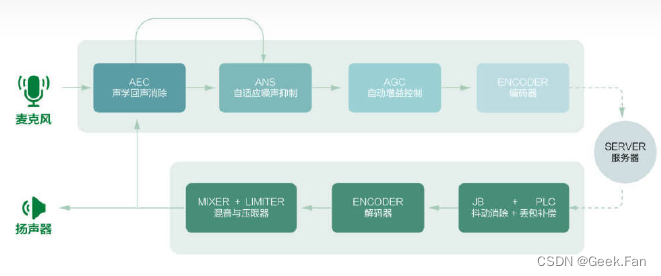 AEC
声学回声消除
ANS
自适应噪声抑制
AGC
自动增益控制
ENCODER
编码器
麦克风
SERVER
服务器
MIXER + LIMITER
混音与压限器
ENCODER
解码器
JB + PLC
抖动消除 + 丢包补偿
扬声器
CSDN @Geek.Fan